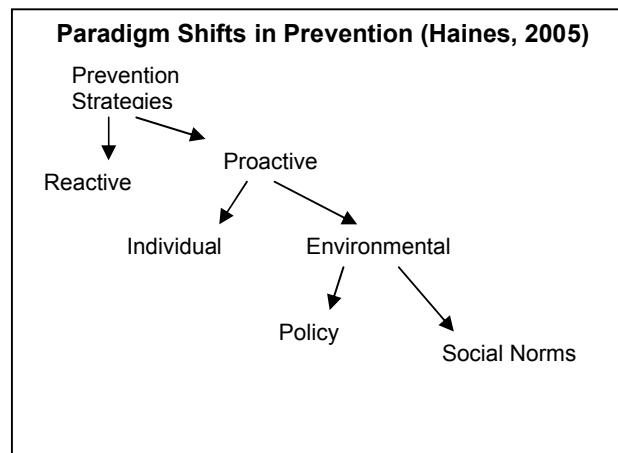 Paradigm Shifts in Prevention (Haines, 2005)
Prevention
Strategies
Proactive
Reactive
Individual
Environmental
Policy
Social Norms